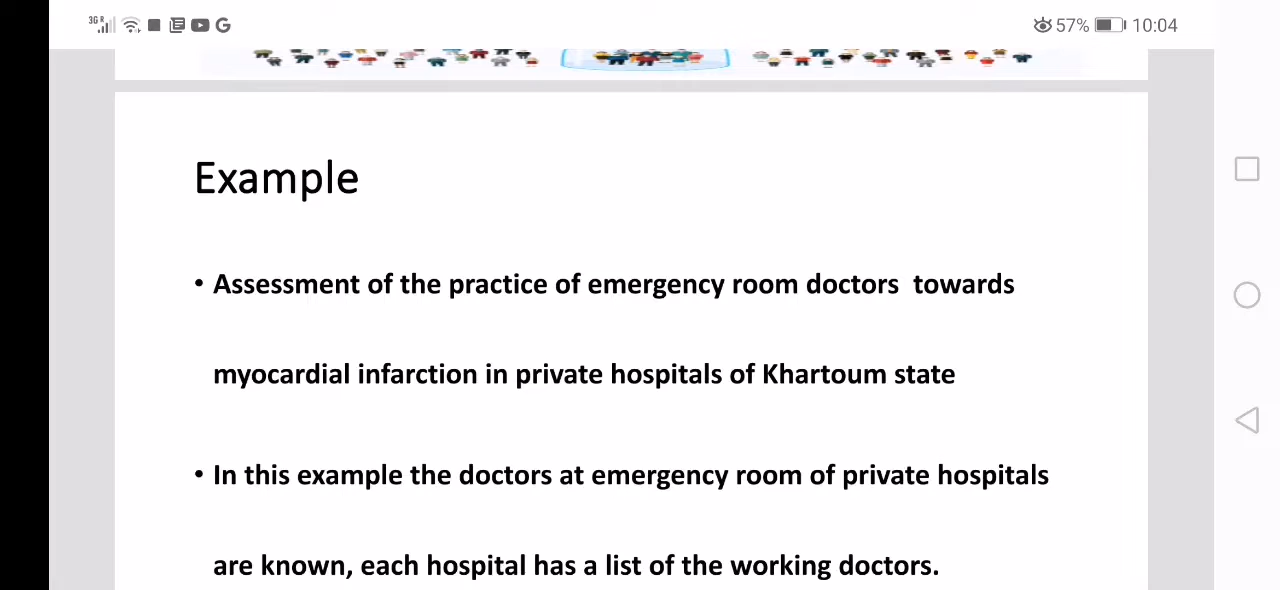 3G R 57% 10:04
Example
• Assessment of the practice of emergency room doctors towards
myocardial infarction in private hospitals of Khartoum state
• In this example the doctors at emergency room of private hospitals
are known, each hospital has a list of the working doctors.